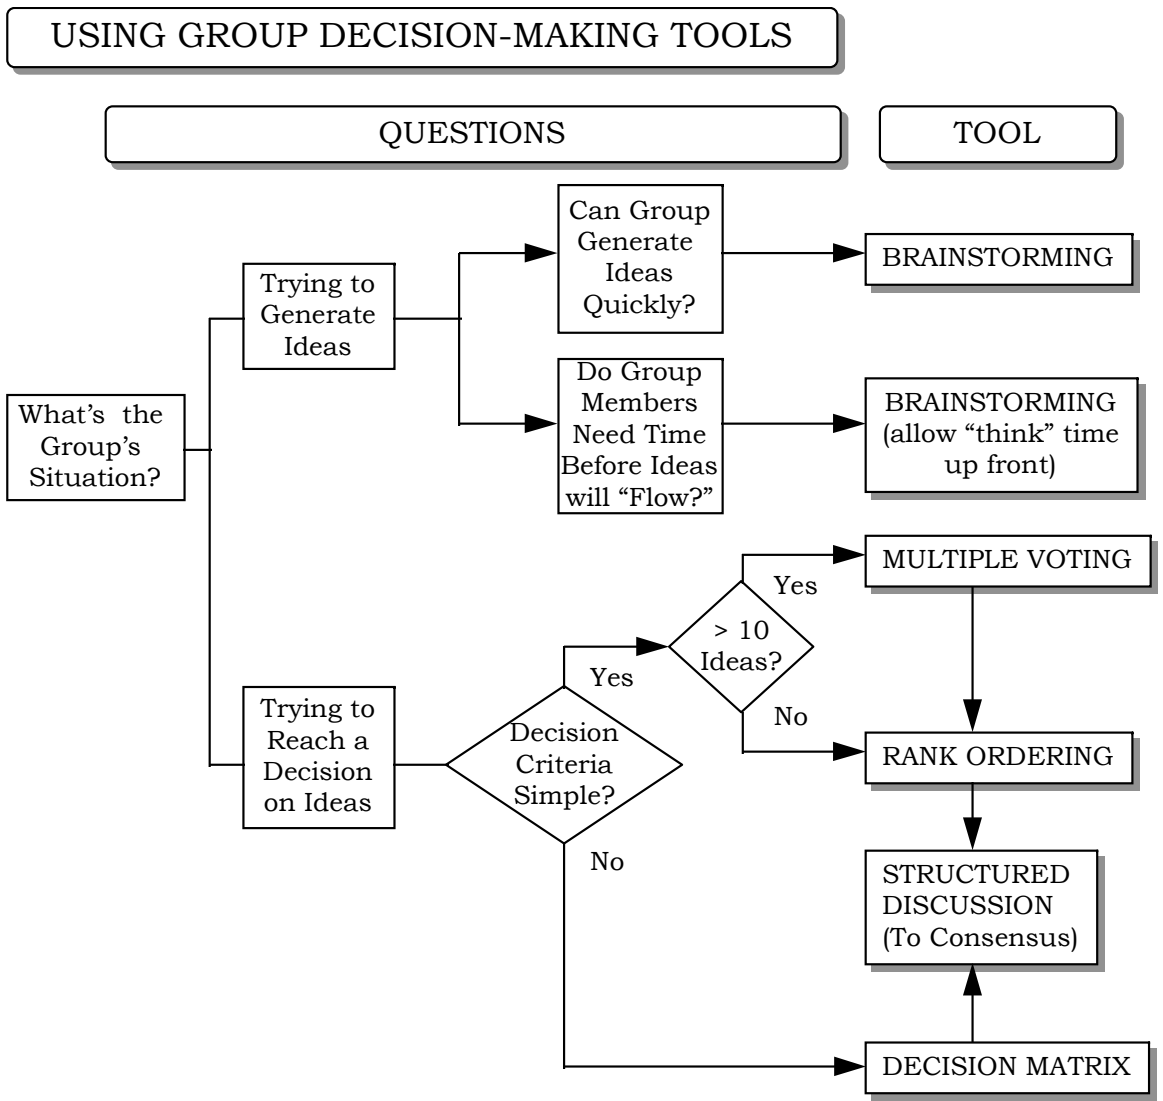 USING GROUP DECISION-MAKING TOOLS
QUESTIONS
TOOL
What’s the
Group’s
Situation?
Trying to
Generate
Ideas
Can Group
Generate
Ideas
Quickly?
BRAINSTORMING
Do Group
Members
Need Time
Before Ideas
will “Flow?”
BRAINSTORMING
(allow “think” time
up front)
Trying to
Reach a
Decision
on Ideas
Decision
Criteria
Simple?
Yes
No
> 10
Ideas?
Yes
No
MULTIPLE VOTING
RANK ORDERING
STRUCTURED
DISCUSSION
(To Consensus)
DECISION MATRIX